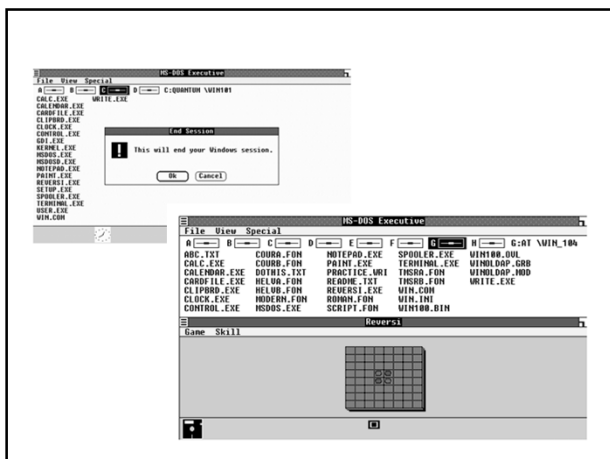 MS-DOS Executive
File View Special
A B C D C:QUANTUM \WIN101
CALC.EXE WRITE.EXE
CALENDAR.EXE
CARDFILE.EXE
CLIPBRD.EXE
CLOCK.EXE
CONTROL.EXE
GDI.EXE
KERNEL.EXE
MSDOS.EXE
MSDOSD.EXE
NOTEPAD.EXE
PAINT.EXE
REVERSI.EXE
SETUP.EXE
SPOOLER.EXE
TERMINAL.EXE
USER.EXE
WIN.COM
End Session
! This will end your Windows session.
Ok Cancel
MS-DOS Executive
File View Special
A B C D E F G H G:AT \WIN_104
ABC.TXT COURA.FON NOTEPAD.EXE SPOOLER.EXE WIN100.OVL
CALC.EXE COURB.FON PAINT.EXE TERMINAL.EXE WINOLDAP.GRB
CALENDAR.EXE DOTHIS.TXT PRACTICE.WRI TMSRA.FON WINOLDAP.MOD
CARDFILE.EXE HELVA.FON README.TXT TMSRB.FON WRITE.EXE
CLIPBRD.EXE HELVB.FON REVERSI.EXE WIN.COM
CLOCK.EXE MODERN.FON ROMAN.FON WIN.INI
CONTROL.EXE MSDOS.EXE SCRIPT.FON WIN100.BIN
Reversi
Game Skill